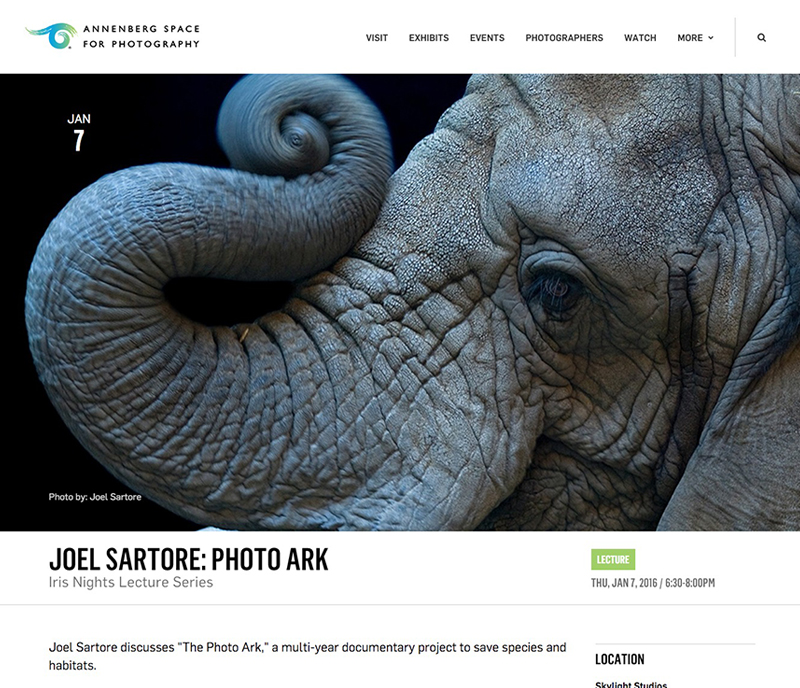 ANNENBERG SPACE
FOR PHOTOGRAPHY
VISIT EXHIBITS EVENTS PHOTOGRAPHERS WATCH MORE
JAN
7
Photo by: Joel Sartore
JOEL SARTORE: PHOTO ARK
Iris Nights Lecture Series
LECTURE
THU, JAN 7, 2016 / 6:30-8:00PM
Joel Sartore discusses "The Photo Ark," a multi-year documentary project to save species and
habitats.
LOCATION
Skylight Studios